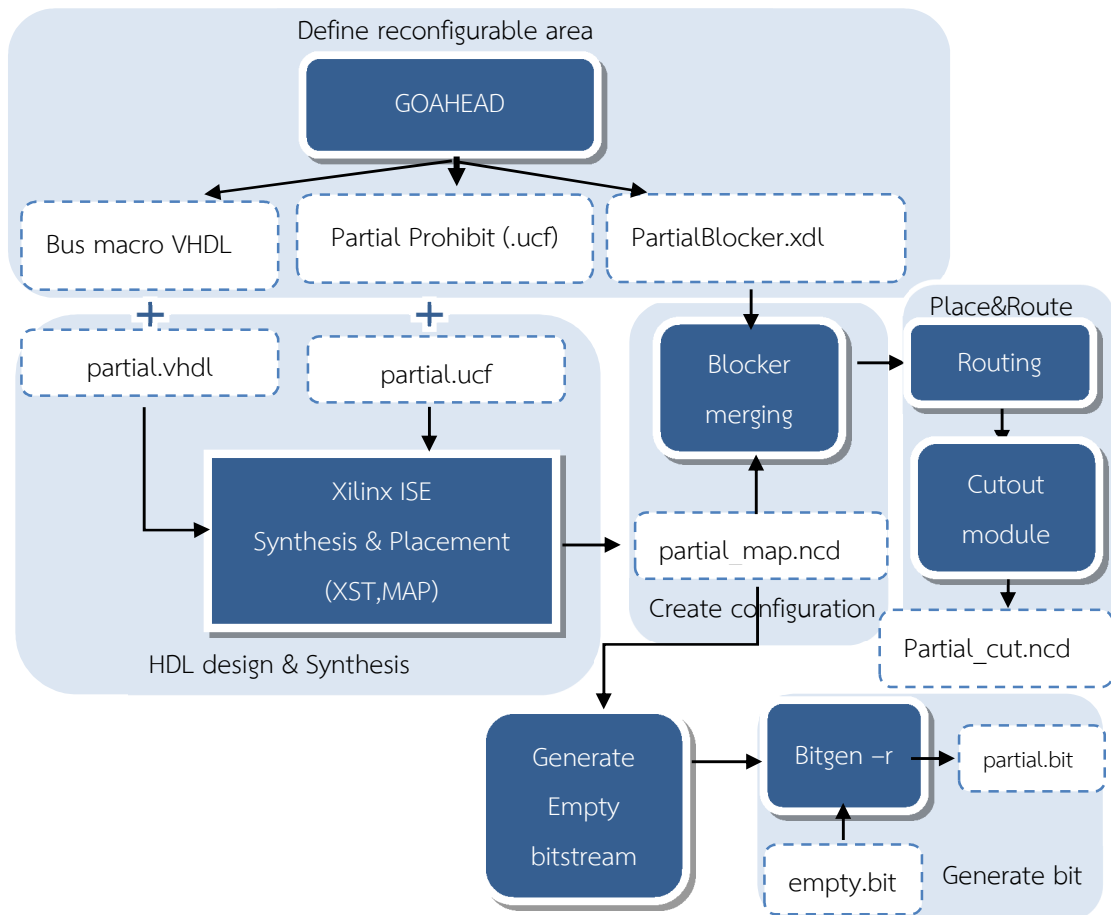 Define reconfigurable area
GOAHEAD
Bus macro VHDL
Partial Prohibit (.ucf)
PartialBlocker.xdl
+
+
partial.vhdl
partial.ucf
Xilinx ISE
Synthesis & Placement
(XST,MAP)
HDL design & Synthesis
Blocker
merging
partial_map.ncd
Create configuration
Place&Route
Routing
Cutout
module
Partial_cut.ncd
Generate
Empty
bitstream
Bitgen –r
partial.bit
empty.bit
Generate bit